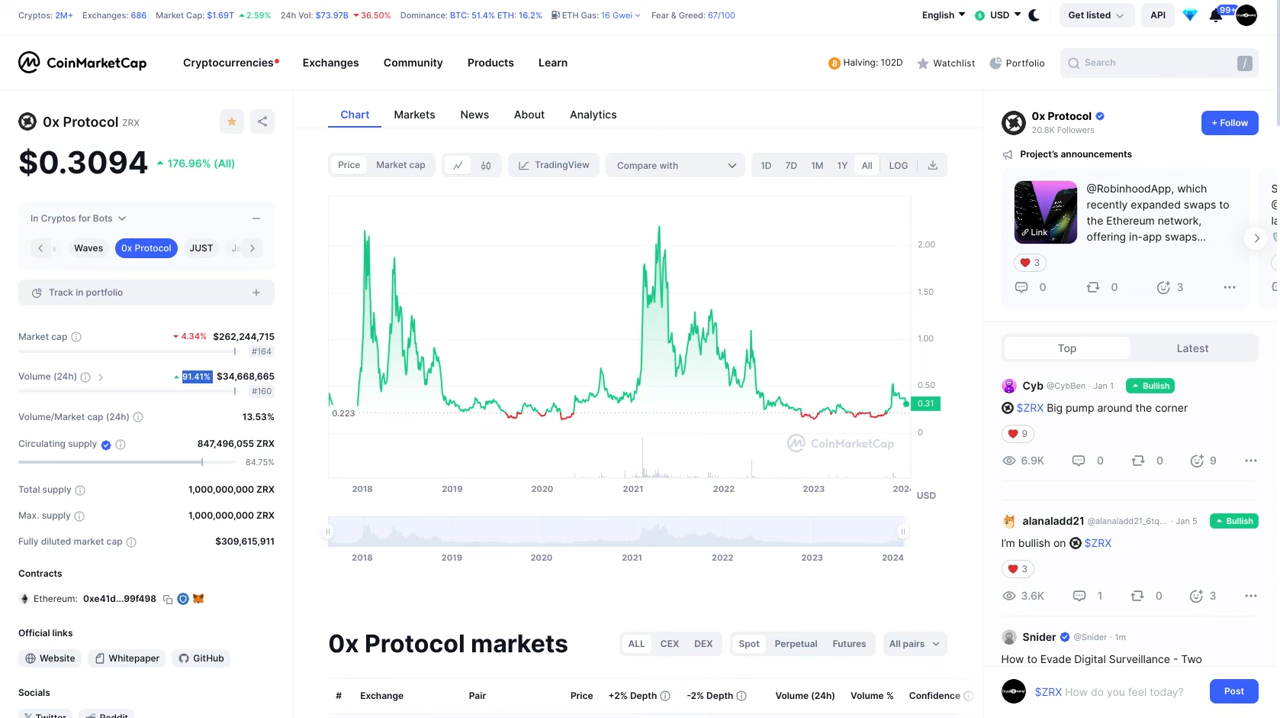 Cryptos: 2M+ Exchanges: 686 Market Cap: $1.69T 2.59% 24h Vol: $73.97B 36.50% Dominance: BTC: 51.4% ETH: 16.2% ETH Gas: 16 Gwei Fear & Greed: 67/100
English USD Get listed API 99+
CoinMarketCap Cryptocurrencies Exchanges Community Products Learn Halving: 102D Watchlist Portfolio Search /
0x Protocol ZRX
$0.3094 176.96% (All)
In Cryptos for Bots
Waves 0x Protocol JUST
Track in portfolio
Market cap 4.34% $262,244,715
#164
Volume (24h) 91.41% $34,668,665
#160
Volume/Market cap (24h) 13.53%
Circulating supply 847,496,055 ZRX
84.75%
Total supply 1,000,000,000 ZRX
Max. supply 1,000,000,000 ZRX
Fully diluted market cap $309,615,911
Contracts
Ethereum: 0xe41d...99f498
Official links
Website Whitepaper GitHub
Socials
Twitter Reddit
Chart Markets News About Analytics
Price Market cap TradingView Compare with 1D 7D 1M 1Y All LOG
2.00
1.50
1.00
0.50
0.31
0.223
0
CoinMarketCap
2018 2019 2020 2021 2022 2023 2024
USD
2018 2019 2020 2021 2022 2023 2024
0x Protocol markets ALL CEX DEX Spot Perpetual Futures All pairs
# Exchange Pair Price +2% Depth -2% Depth Volume (24h) Volume % Confidence
0x Protocol
20.8K Followers
+ Follow
Project's announcements
@RobinhoodApp, which
recently expanded swaps to
the Ethereum network,
offering in-app swaps...
Link
3
0 0 3
Top Latest
Cyb @CybBen · Jan 1 Bullish
$ZRX Big pump around the corner
9
6.9K 0 0 9
alanaladd21 @alanaladd21_6tq... · Jan 5 Bullish
I'm bullish on $ZRX
3
3.6K 1 0 3
Snider @Snider · 1m
How to Evade Digital Surveillance - Two
$ZRX How do you feel today? Post